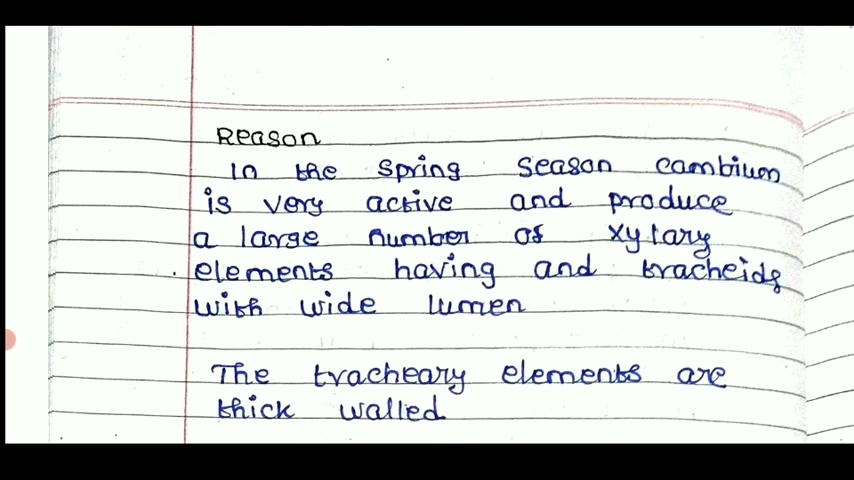 Reason
In the spring season cambium
is very active and produce
a large number of xylary
elements having and tracheids
with wide lumen
The tracheary elements are
thick walled